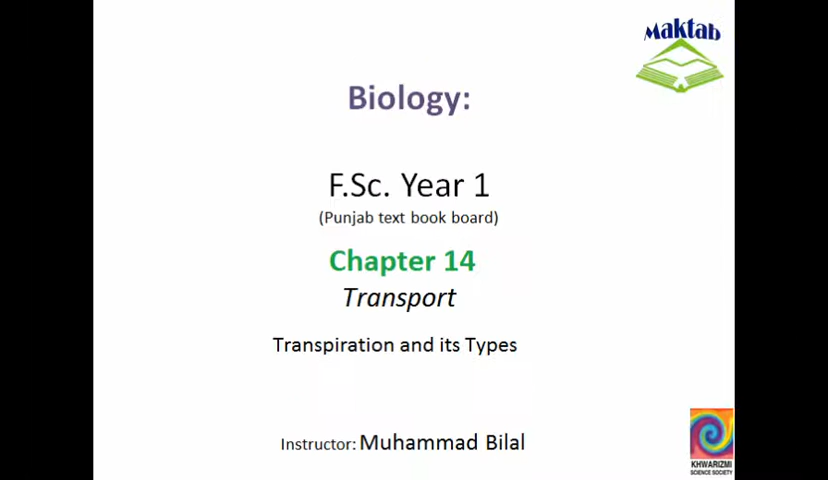 Maktab
Biology:
F.Sc. Year 1
(Punjab text book board)
Chapter 14
Transport
Transpiration and its Types
Instructor: Muhammad Bilal
KHWARIZMI
SCIENCE SOCIETY